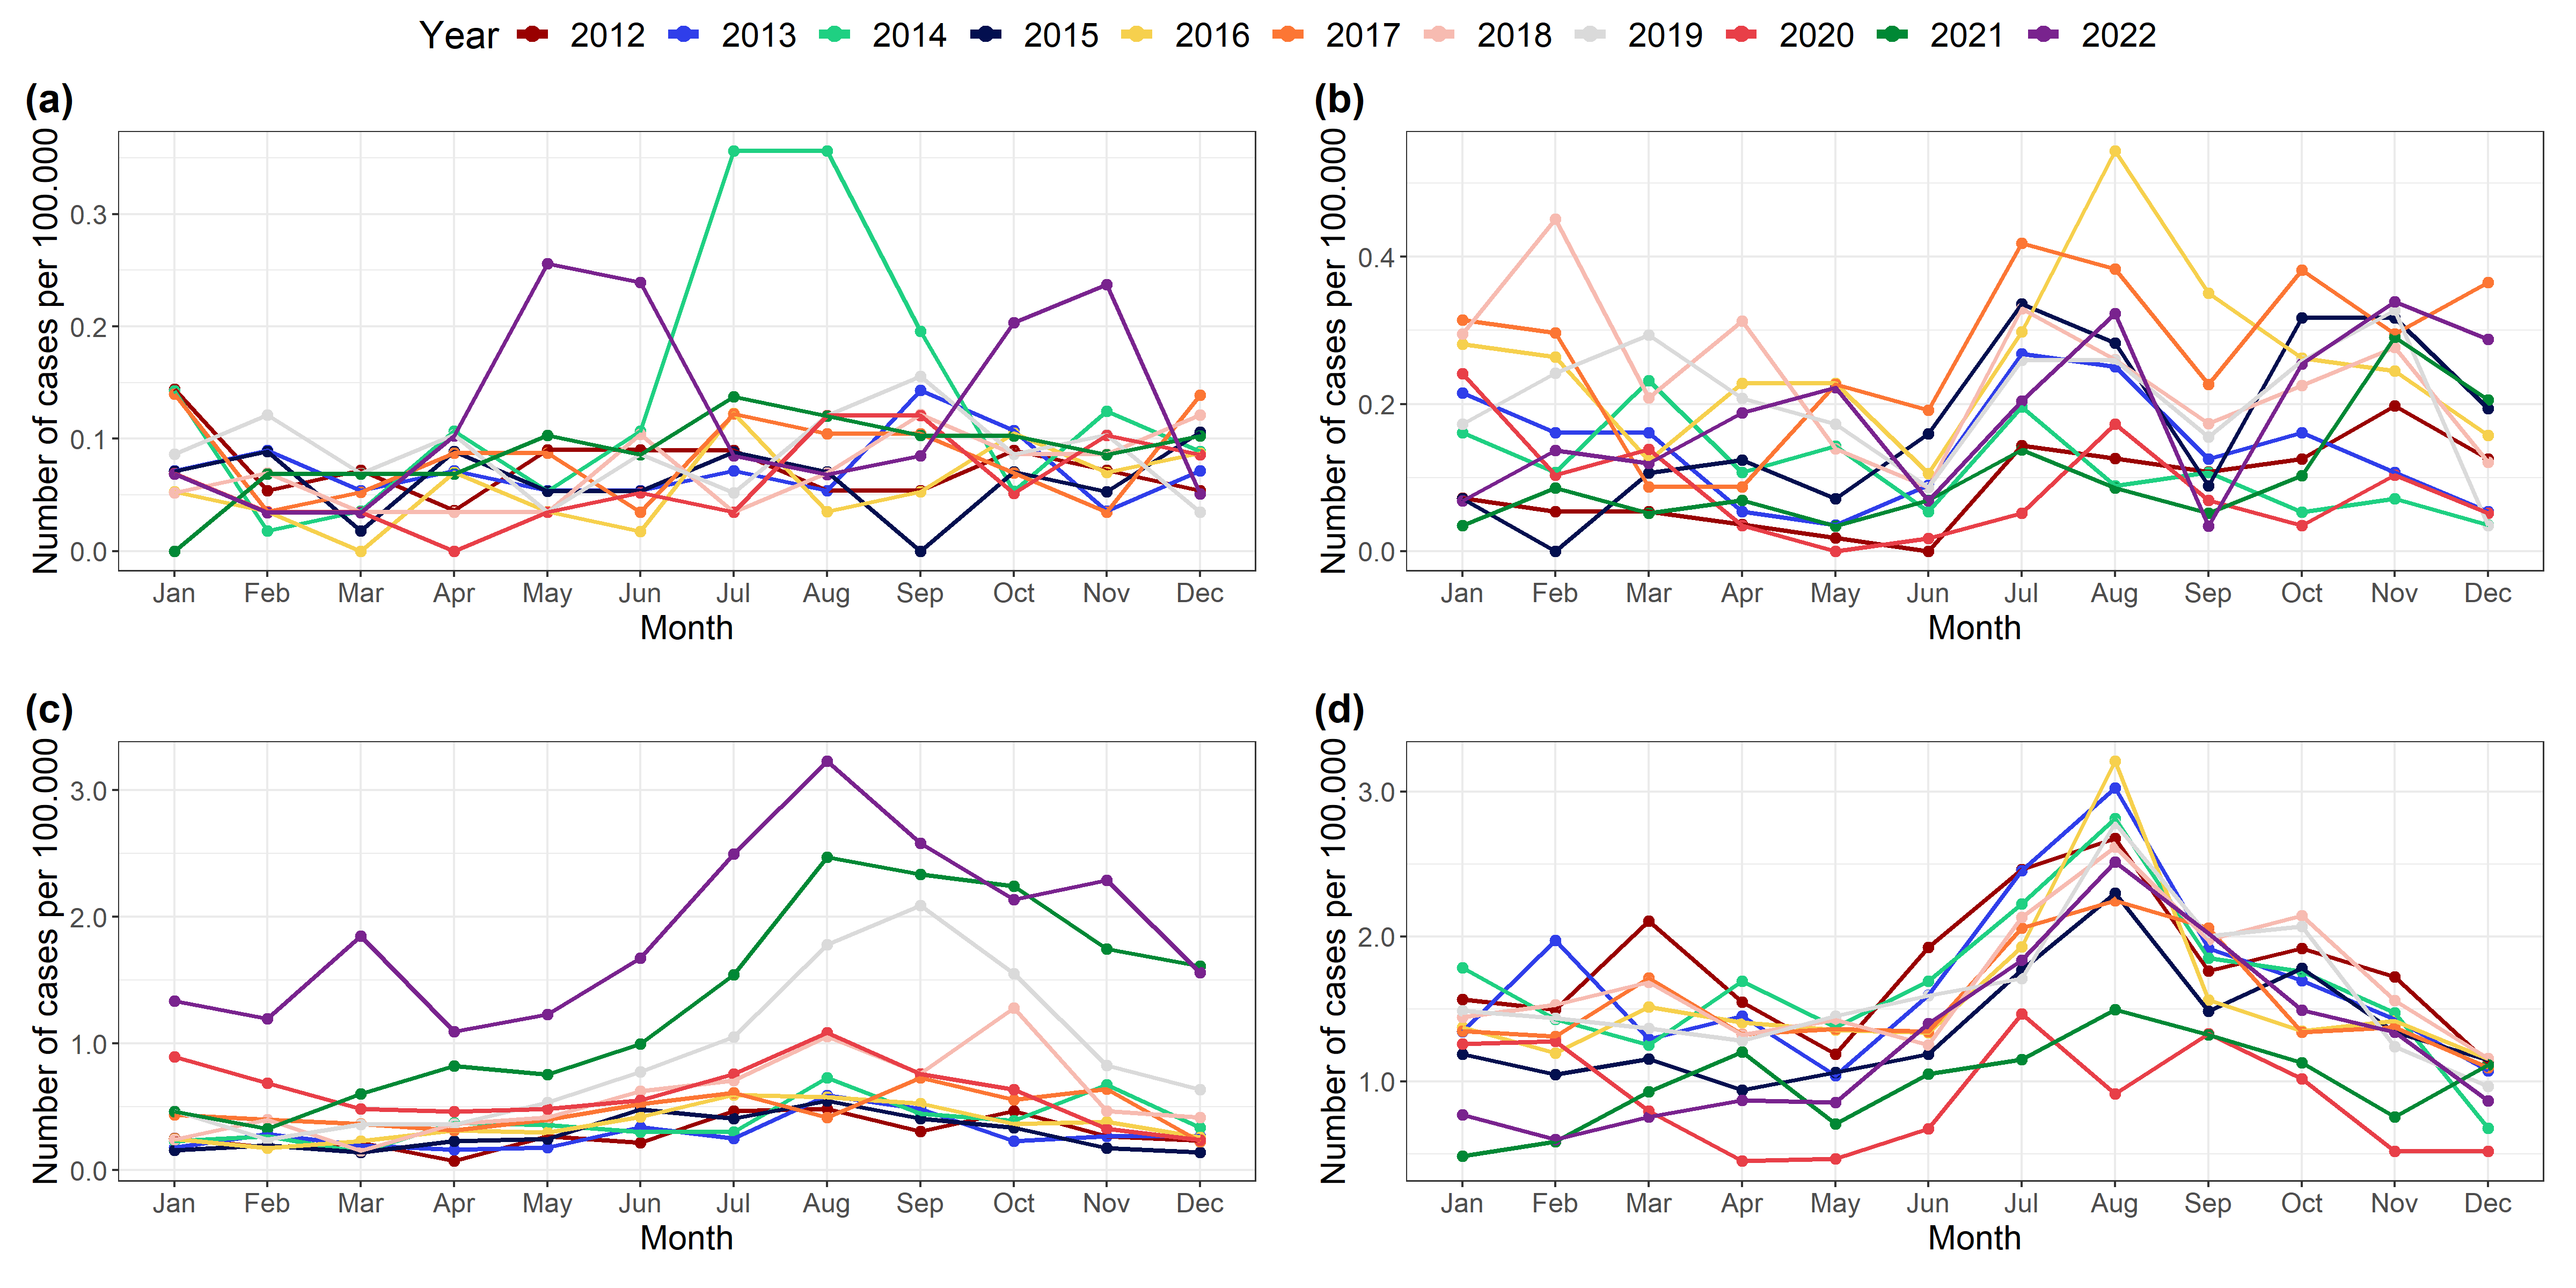 Year 2012 2013 2014 2015 2016 2017 2018 2019 2020 2021 2022
(a)
Number of cases per 100.000
0.3
0.2
0.1
0.0
Jan Feb Mar Apr May Jun Jul Aug Sep Oct Nov Dec
Month
(b)
Number of cases per 100.000
0.4
0.2
0.0
Jan Feb Mar Apr May Jun Jul Aug Sep Oct Nov Dec
Month
(c)
Number of cases per 100.000
3.0
2.0
1.0
0.0
Jan Feb Mar Apr May Jun Jul Aug Sep Oct Nov Dec
Month
(d)
Number of cases per 100.000
3.0
2.0
1.0
Jan Feb Mar Apr May Jun Jul Aug Sep Oct Nov Dec
Month